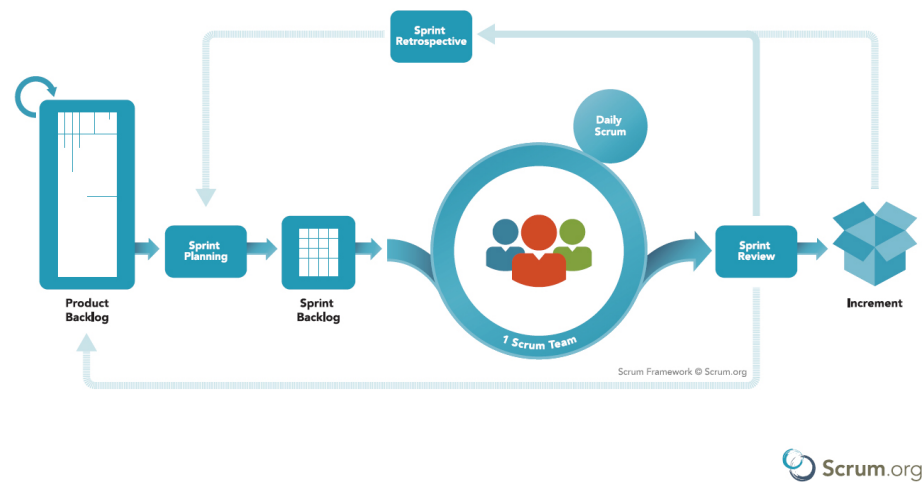 Sprint
Retrospective
Daily
Scrum
Sprint
Planning
Sprint
Review
Product
Backlog
Sprint
Backlog
1 Scrum Team
Increment
Scrum Framework © Scrum.org
Scrum.org